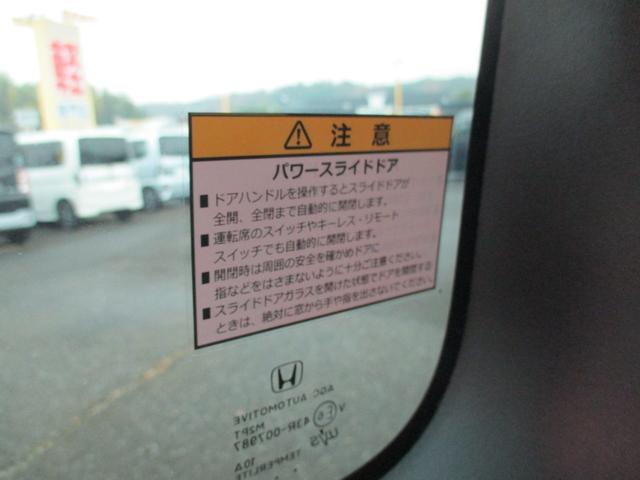 ⚠ 注意
パワースライドドア
■ ドアハンドルを操作するとスライドドアが
全開、全閉まで自動的に開閉します。
■ 運転席のスイッチやキーレス・リモート
スイッチでも自動的に開閉します。
■ 開閉時は周囲の安全を確かめドアに
指などをはさまないように十分ご注意ください。
■ スライドドアガラスを開けた状態でドアを開閉する
ときは、絶対に窓から手や指を出さないでください。
AGC AUTOMOTIVE
M2PT
43R-007987
TEMPERLITE